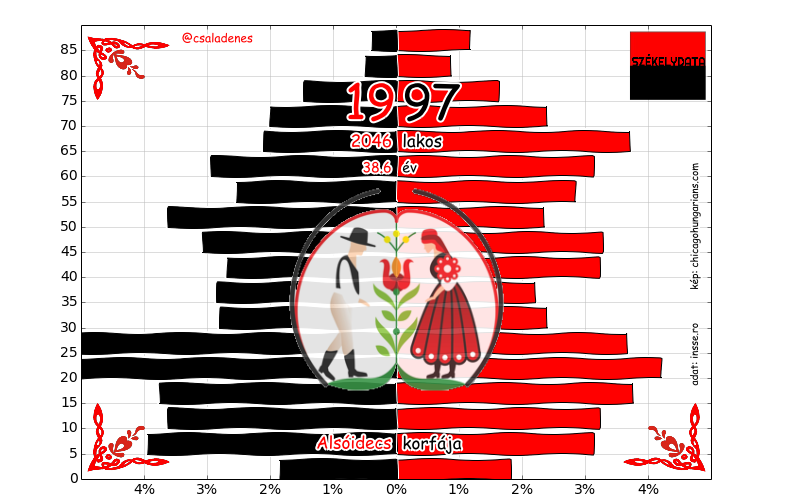 @csaladenes
SZÉKELYDATA
1997
2046 lakos
38.6 év
kép: chicagohungarians.com
adat: insse.ro
Alsóidecs korfája
85
80
75
70
65
60
55
50
45
40
35
30
25
20
15
10
5
0
4% 3% 2% 1% 0% 1% 2% 3% 4%